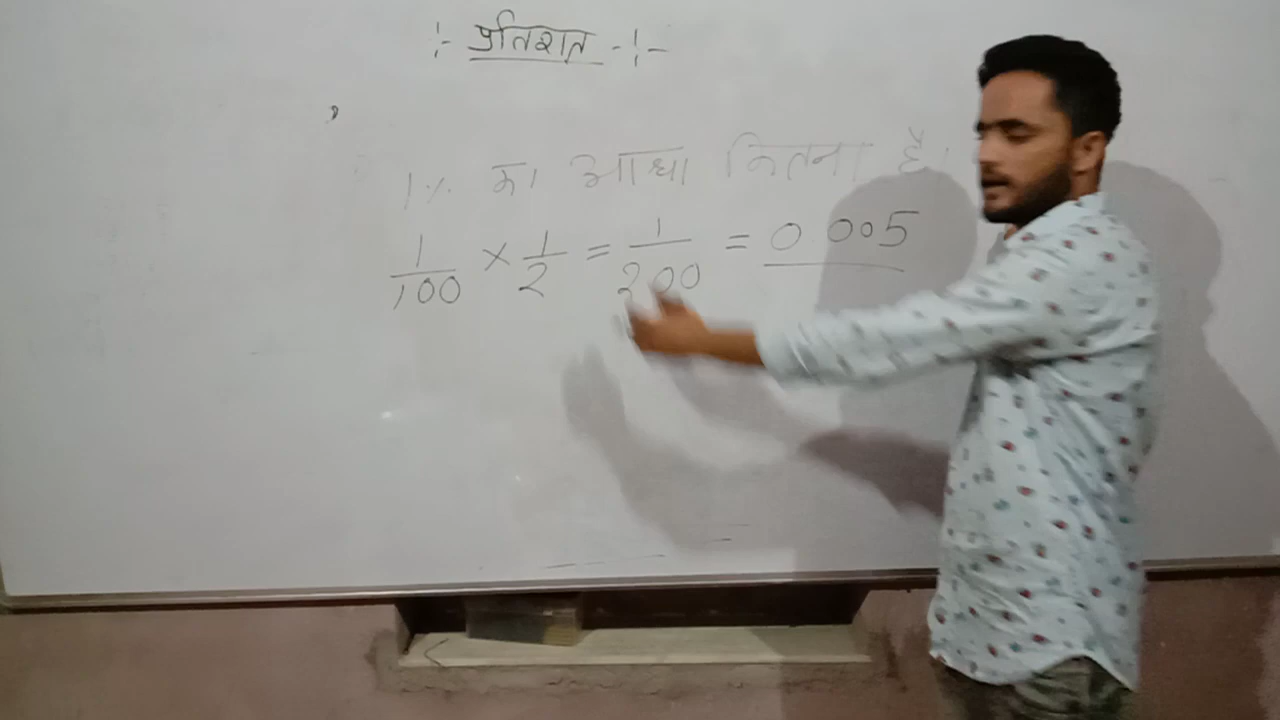 -:- प्रतिशत -:-
1% का आधा कितना है।
1/100 × 1/2 = 1/200 = 0.005